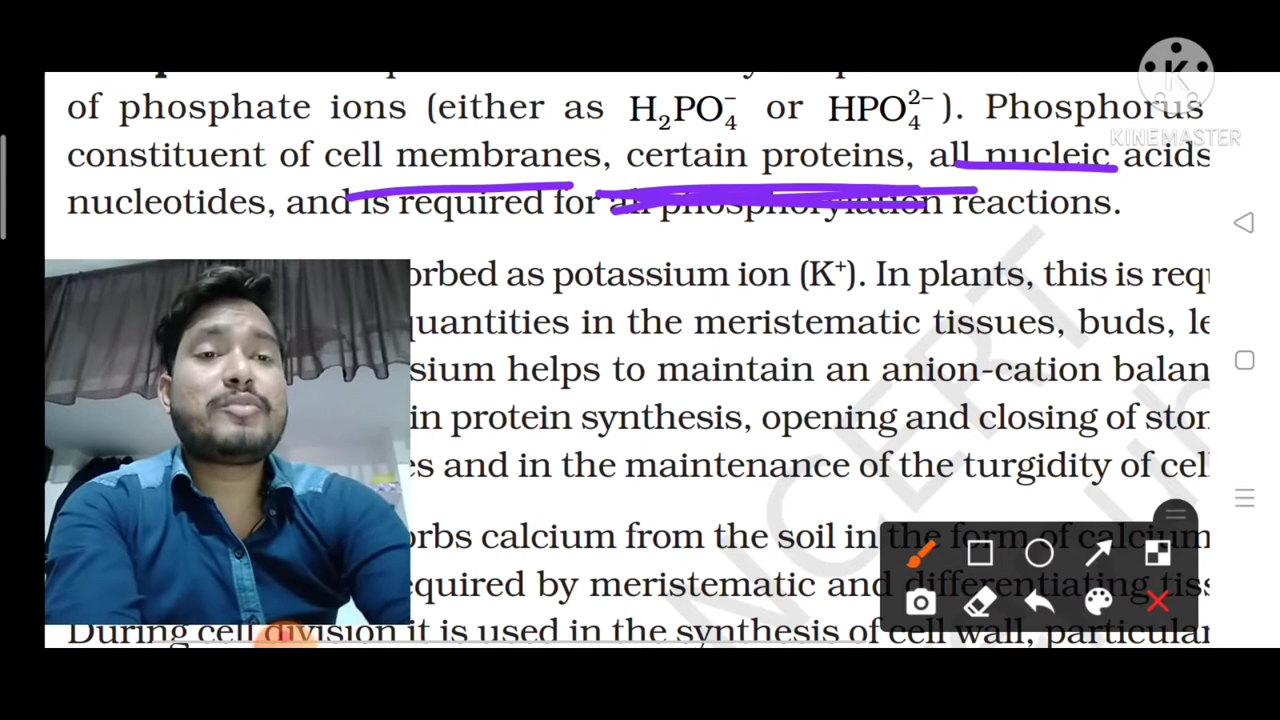 of phosphate ions (either as H₂PO₄⁻ or HPO₄²⁻). Phosphorus
constituent of cell membranes, certain proteins, all nucleic acids
nucleotides, and is required for all phosphorylation reactions.
orbed as potassium ion (K⁺). In plants, this is requ
quantities in the meristematic tissues, buds, le
sium helps to maintain an anion-cation balan
in protein synthesis, opening and closing of stom
es and in the maintenance of the turgidity of cel
orbs calcium from the soil in the form of calcium
equired by meristematic and differentiating tiss
During cell division it is used in the synthesis of cell wall, particular
K
KINEMASTER
NCERT